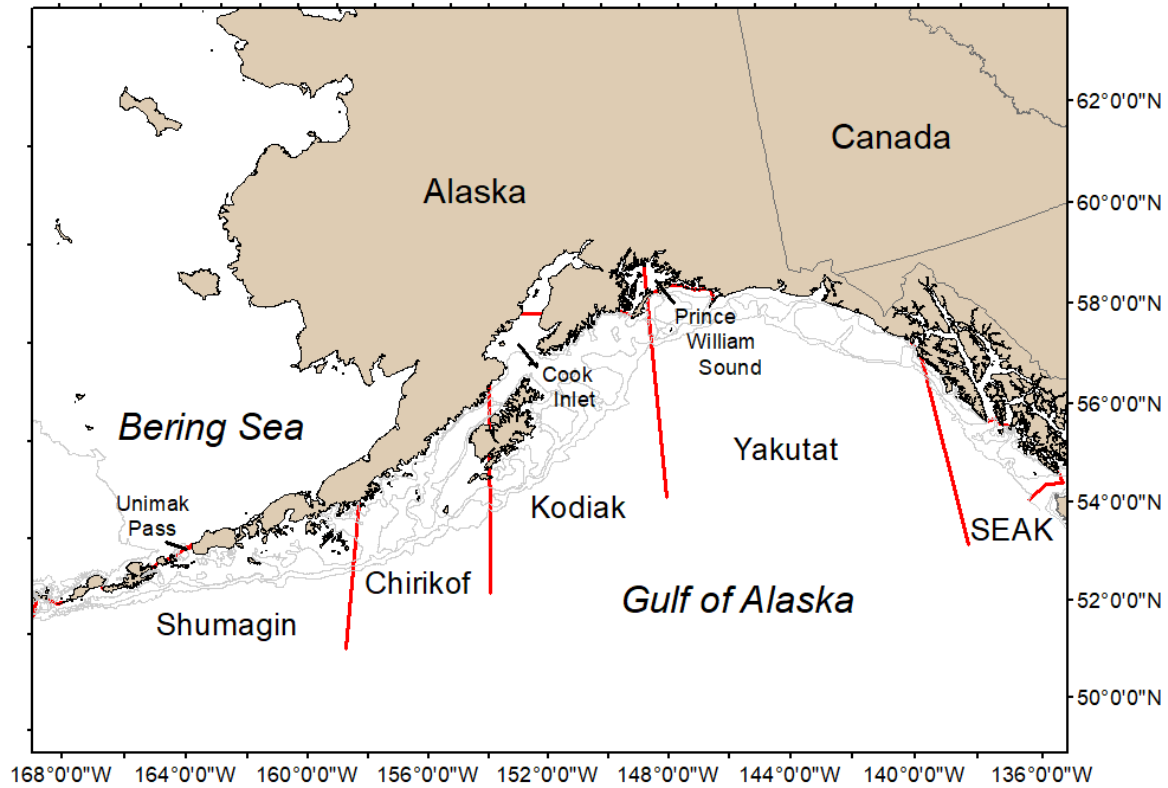 62°0'0"N
Canada
Alaska
60°0'0"N
58°0'0"N
Prince
William
Sound
Cook
Inlet
56°0'0"N
Bering Sea
Yakutat
Unimak
Pass
Kodiak
54°0'0"N
SEAK
Chirikof
Gulf of Alaska
52°0'0"N
Shumagin
50°0'0"N
168°0'0"W 164°0'0"W 160°0'0"W 156°0'0"W 152°0'0"W 148°0'0"W 144°0'0"W 140°0'0"W 136°0'0"W